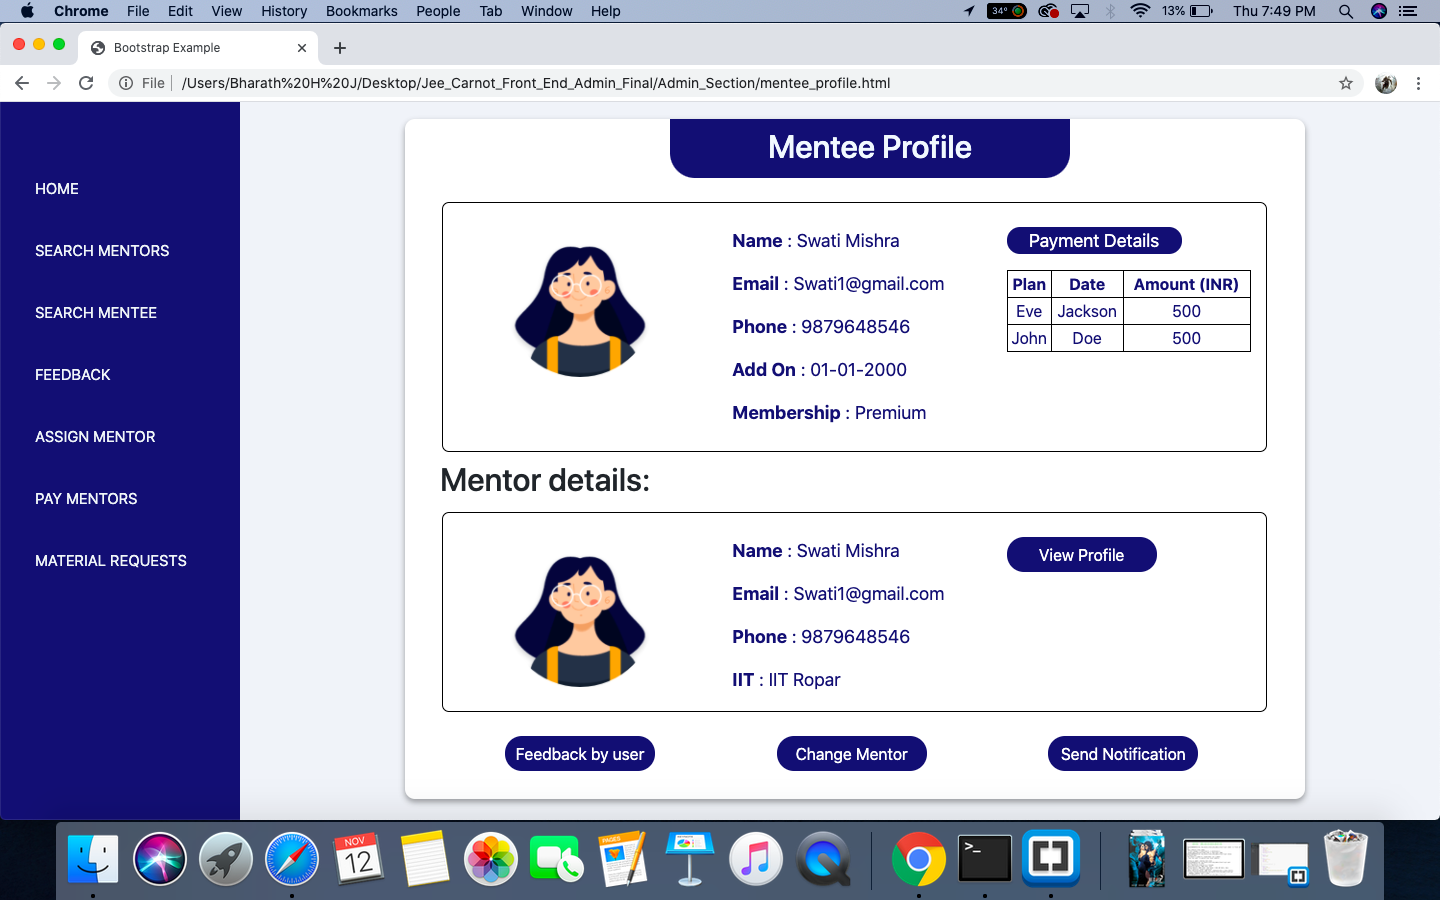 Chrome File Edit View History Bookmarks People Tab Window Help 34° 13% Thu 7:49 PM
Bootstrap Example
File /Users/Bharath%20H%20J/Desktop/Jee_Carnot_Front_End_Admin_Final/Admin_Section/mentee_profile.html
HOME
SEARCH MENTORS
SEARCH MENTEE
FEEDBACK
ASSIGN MENTOR
PAY MENTORS
MATERIAL REQUESTS
Mentee Profile
Name : Swati Mishra
Email : Swati1@gmail.com
Phone : 9879648546
Add On : 01-01-2000
Membership : Premium
Payment Details
Plan Date Amount (INR)
Eve Jackson 500
John Doe 500
Mentor details:
Name : Swati Mishra
Email : Swati1@gmail.com
Phone : 9879648546
IIT : IIT Ropar
View Profile
Feedback by user Change Mentor Send Notification
NOV
12
PAGES
>_